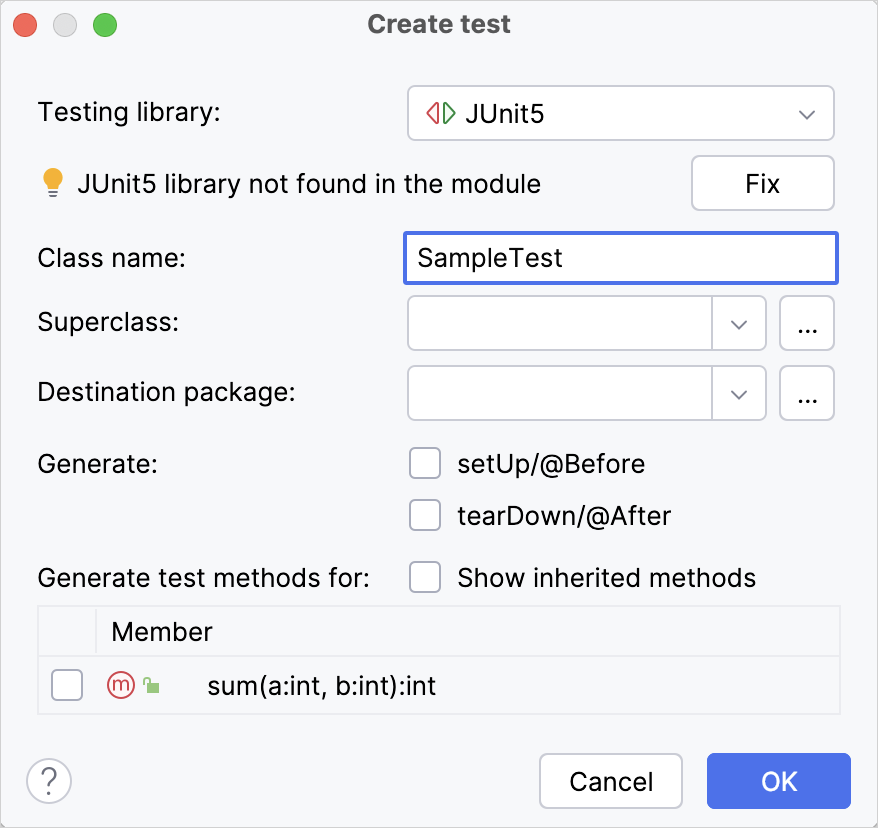 Create test
Testing library: JUnit5
JUnit5 library not found in the module Fix
Class name: SampleTest
Superclass: ...
Destination package: ...
Generate: setUp/@Before
tearDown/@After
Generate test methods for: Show inherited methods
Member
m sum(a:int, b:int):int
? Cancel OK